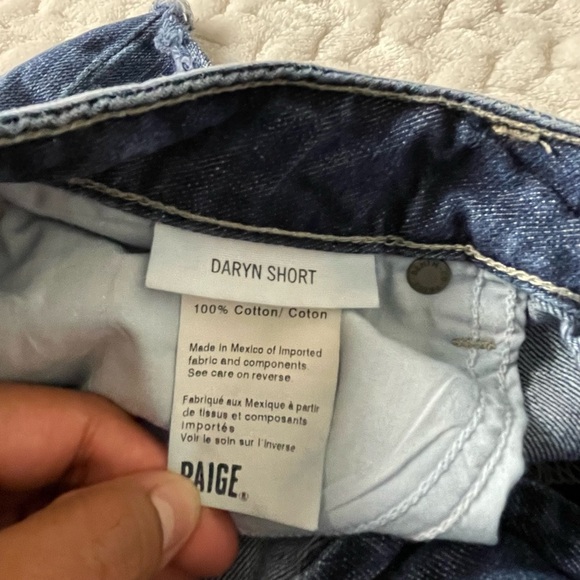 DARYN SHORT
100% Cotton/ Coton
Made in Mexico of Imported
fabric and components
See care on reverse
Fabriqué aux Mexique à partir
de tissus et composants
importés
Voir le soin sur l'inverse
PAIGE®